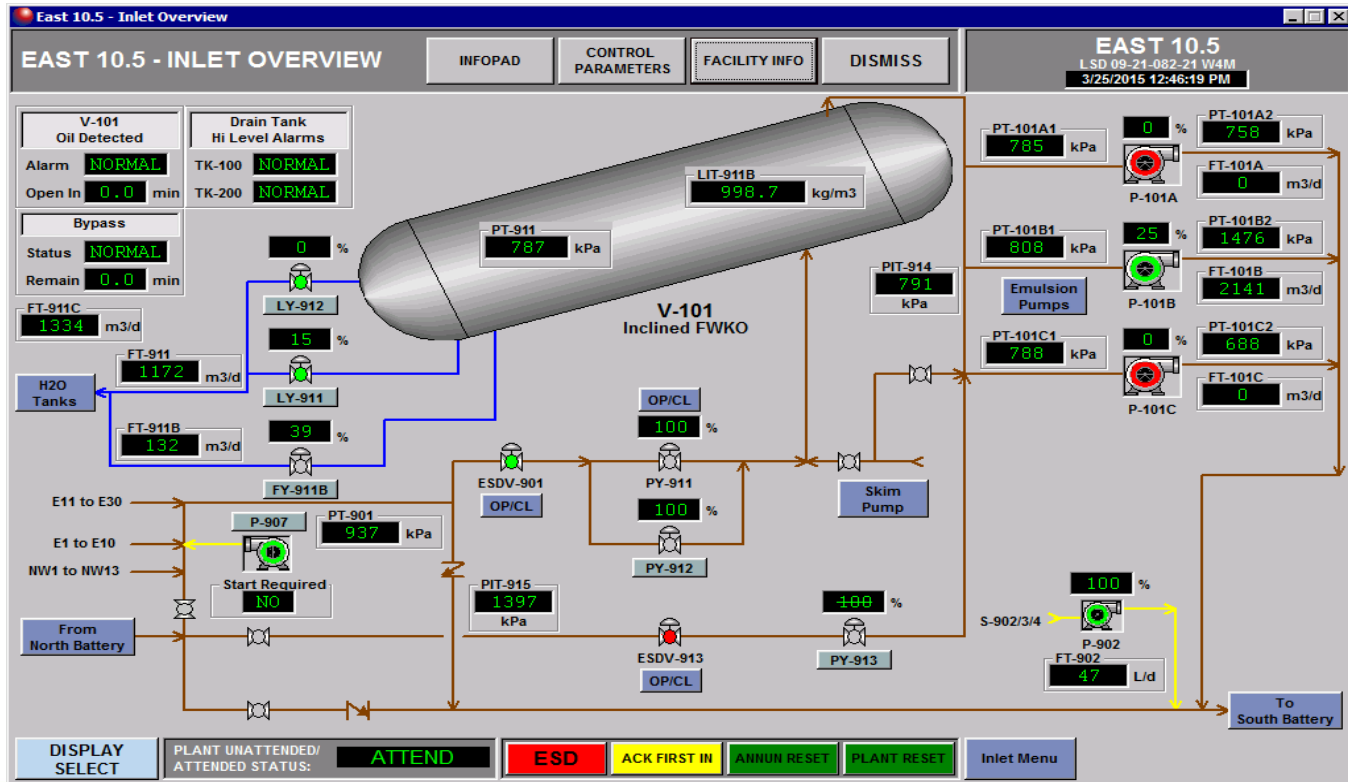 East 10.5 - Inlet Overview
EAST 10.5 - INLET OVERVIEW
INFOPAD
CONTROL
PARAMETERS
FACILITY INFO
DISMISS
EAST 10.5
LSD 09-21-082-21 W4M
3/25/2015 12:46:19 PM
V-101
Oil Detected
Alarm NORMAL
Open In 0.0 min
Drain Tank
Hi Level Alarms
TK-100 NORMAL
TK-200 NORMAL
Bypass
Status NORMAL
Remain 0.0 min
FT-911C
1334 m3/d
0 %
LY-912
15 %
LY-911
39 %
FY-911B
FT-911
1172 m3/d
H2O
Tanks
FT-911B
132 m3/d
PT-911
787 kPa
LIT-911B
998.7 kg/m3
V-101
Inclined FWKO
PIT-914
791
kPa
PT-101A1
785 kPa
0 %
P-101A
PT-101A2
758 kPa
FT-101A
0 m3/d
PT-101B1
808 kPa
25 %
P-101B
PT-101B2
1476 kPa
FT-101B
2141 m3/d
Emulsion
Pumps
PT-101C1
788 kPa
0 %
P-101C
PT-101C2
688 kPa
FT-101C
0 m3/d
OP/CL
100 %
PY-911
100 %
PY-912
ESDV-901
OP/CL
Skim
Pump
E11 to E30
E1 to E10
NW1 to NW13
P-907
PT-901
937 kPa
Start Required
NO
From
North Battery
PIT-915
1397
kPa
ESDV-913
OP/CL
100 %
PY-913
S-902/3/4
100 %
P-902
FT-902
47 L/d
To
South Battery
DISPLAY
SELECT
PLANT UNATTENDED/
ATTENDED STATUS:
ATTEND
ESD
ACK FIRST IN
ANNUN RESET
PLANT RESET
Inlet Menu